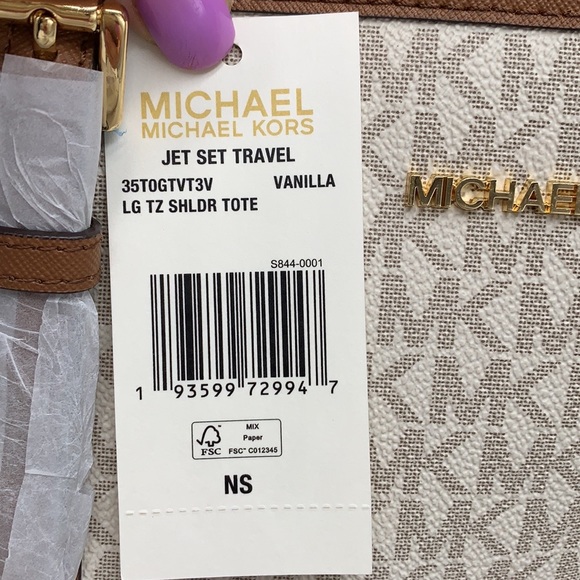 MICHAEL
MICHAEL KORS
JET SET TRAVEL
35T0GTVT3V VANILLA
LG TZ SHLDR TOTE
S844-0001
1 93599 72994 7
FSC
MIX
Paper
FSC™ C012345
NS
MICHAE